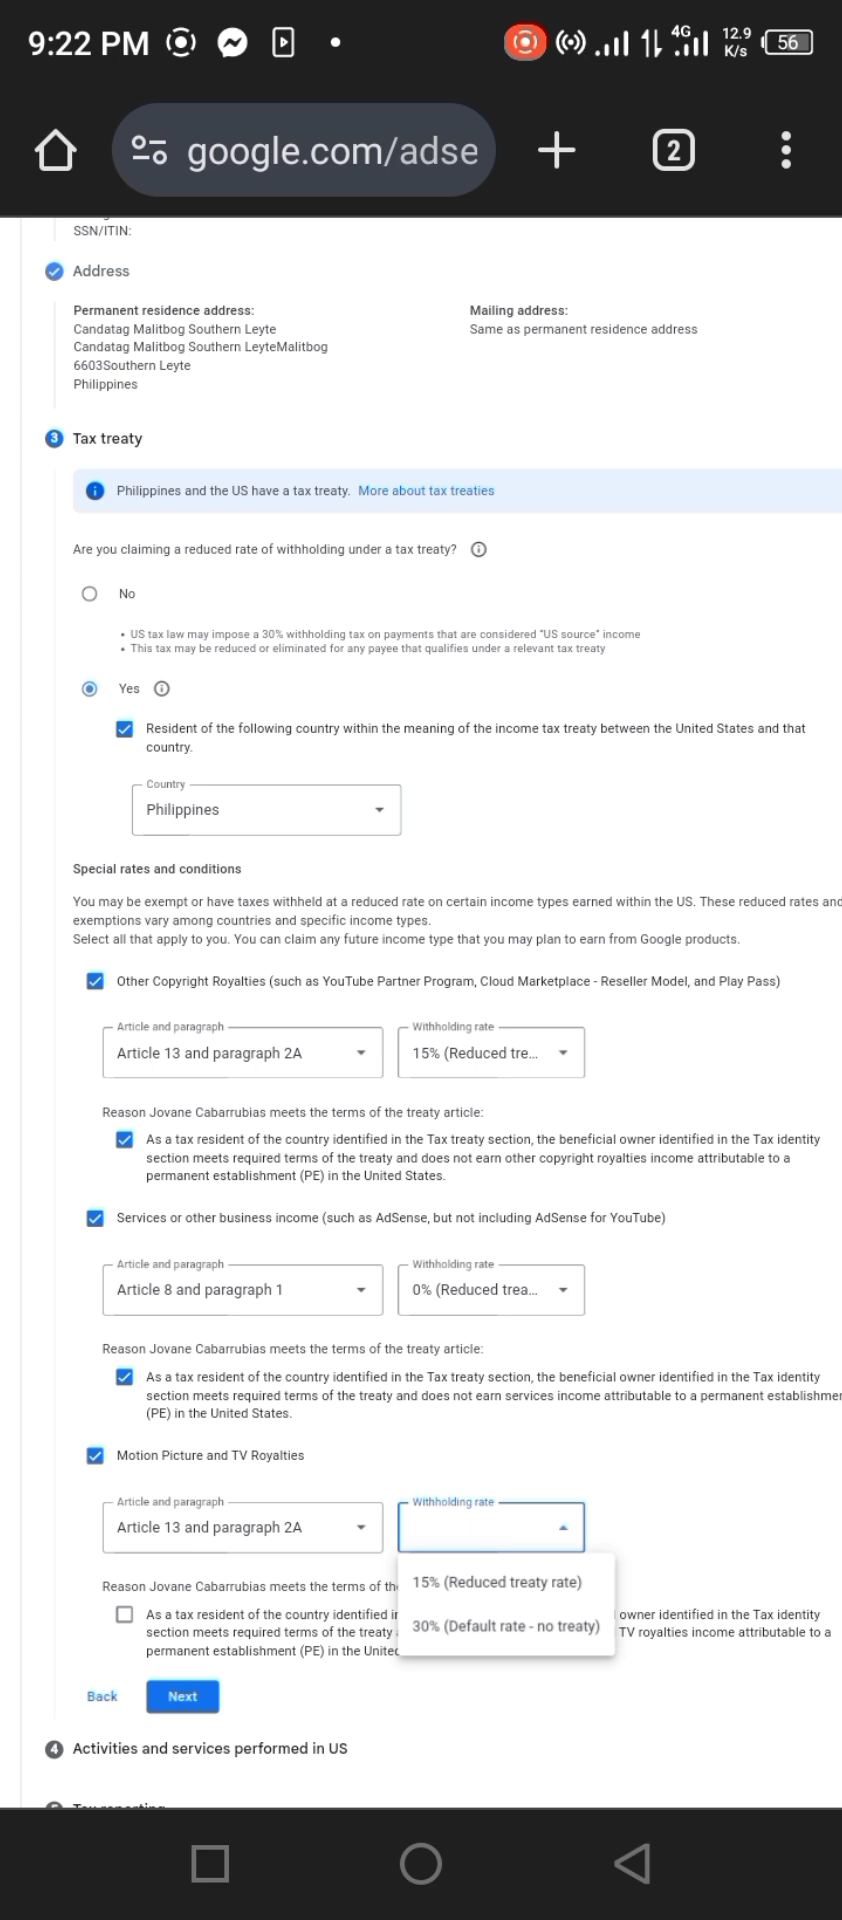 9:22 PM
4G
12.9
K/s
56
google.com/adse
2
SSN/ITIN:
Address
Permanent residence address:
Candatag Malitbog Southern Leyte
Candatag Malitbog Southern LeyteMalitbog
6603Southern Leyte
Philippines
Mailing address:
Same as permanent residence address
3 Tax treaty
Philippines and the US have a tax treaty. More about tax treaties
Are you claiming a reduced rate of withholding under a tax treaty?
No
• US tax law may impose a 30% withholding tax on payments that are considered "US source" income
• This tax may be reduced or eliminated for any payee that qualifies under a relevant tax treaty
Yes
Resident of the following country within the meaning of the income tax treaty between the United States and that
country.
Country
Philippines
Special rates and conditions
You may be exempt or have taxes withheld at a reduced rate on certain income types earned within the US. These reduced rates and
exemptions vary among countries and specific income types.
Select all that apply to you. You can claim any future income type that you may plan to earn from Google products.
Other Copyright Royalties (such as YouTube Partner Program, Cloud Marketplace - Reseller Model, and Play Pass)
Article and paragraph
Article 13 and paragraph 2A
Withholding rate
15% (Reduced tre...
Reason Jovane Cabarrubias meets the terms of the treaty article:
As a tax resident of the country identified in the Tax treaty section, the beneficial owner identified in the Tax identity
section meets required terms of the treaty and does not earn other copyright royalties income attributable to a
permanent establishment (PE) in the United States.
Services or other business income (such as AdSense, but not including AdSense for YouTube)
Article and paragraph
Article 8 and paragraph 1
Withholding rate
0% (Reduced trea...
Reason Jovane Cabarrubias meets the terms of the treaty article:
As a tax resident of the country identified in the Tax treaty section, the beneficial owner identified in the Tax identity
section meets required terms of the treaty and does not earn services income attributable to a permanent establishmer
(PE) in the United States.
Motion Picture and TV Royalties
Article and paragraph
Article 13 and paragraph 2A
Withholding rate
15% (Reduced treaty rate)
30% (Default rate - no treaty)
Reason Jovane Cabarrubias meets the terms of th
As a tax resident of the country identified in owner identified in the Tax identity
section meets required terms of the treaty TV royalties income attributable to a
permanent establishment (PE) in the United
Back
Next
4 Activities and services performed in US
Tax reporting